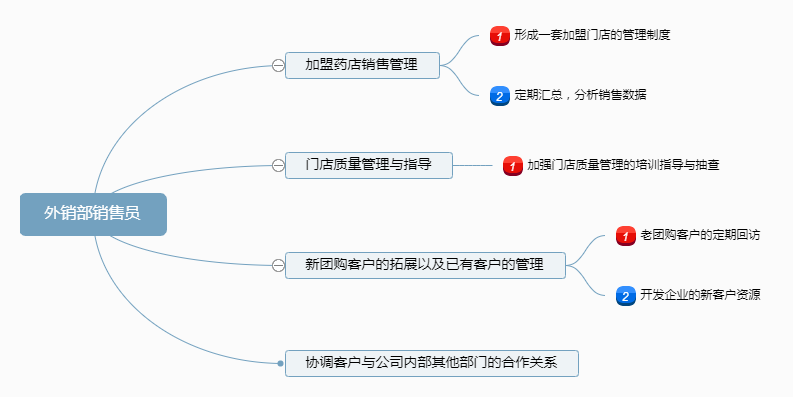 外销部销售员
加盟药店销售管理
1 形成一套加盟门店的管理制度
2 定期汇总，分析销售数据
门店质量管理与指导
1 加强门店质量管理的培训指导与抽查
新团购客户的拓展以及已有客户的管理
1 老团购客户的定期回访
2 开发企业的新客户资源
协调客户与公司内部其他部门的合作关系